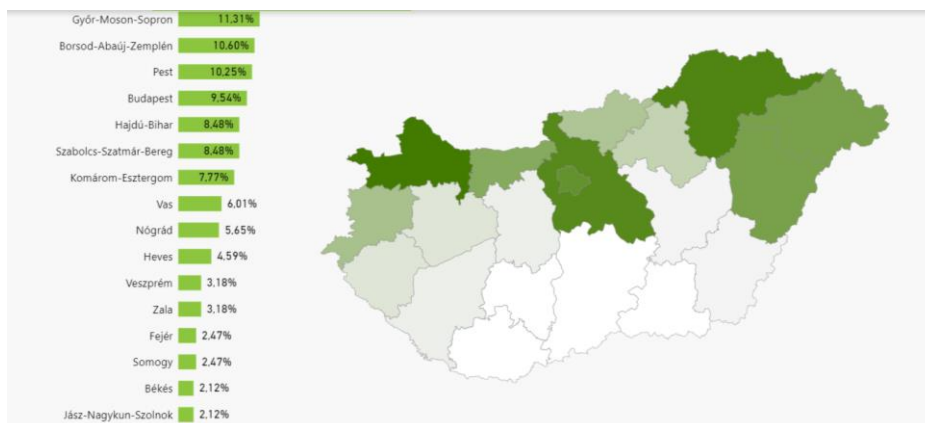 Győr-Moson-Sopron 11,31%
Borsod-Abaúj-Zemplén 10,60%
Pest 10,25%
Budapest 9,54%
Hajdú-Bihar 8,48%
Szabolcs-Szatmár-Bereg 8,48%
Komárom-Esztergom 7,77%
Vas 6,01%
Nógrád 5,65%
Heves 4,59%
Veszprém 3,18%
Zala 3,18%
Fejér 2,47%
Somogy 2,47%
Békés 2,12%
Jász-Nagykun-Szolnok 2,12%